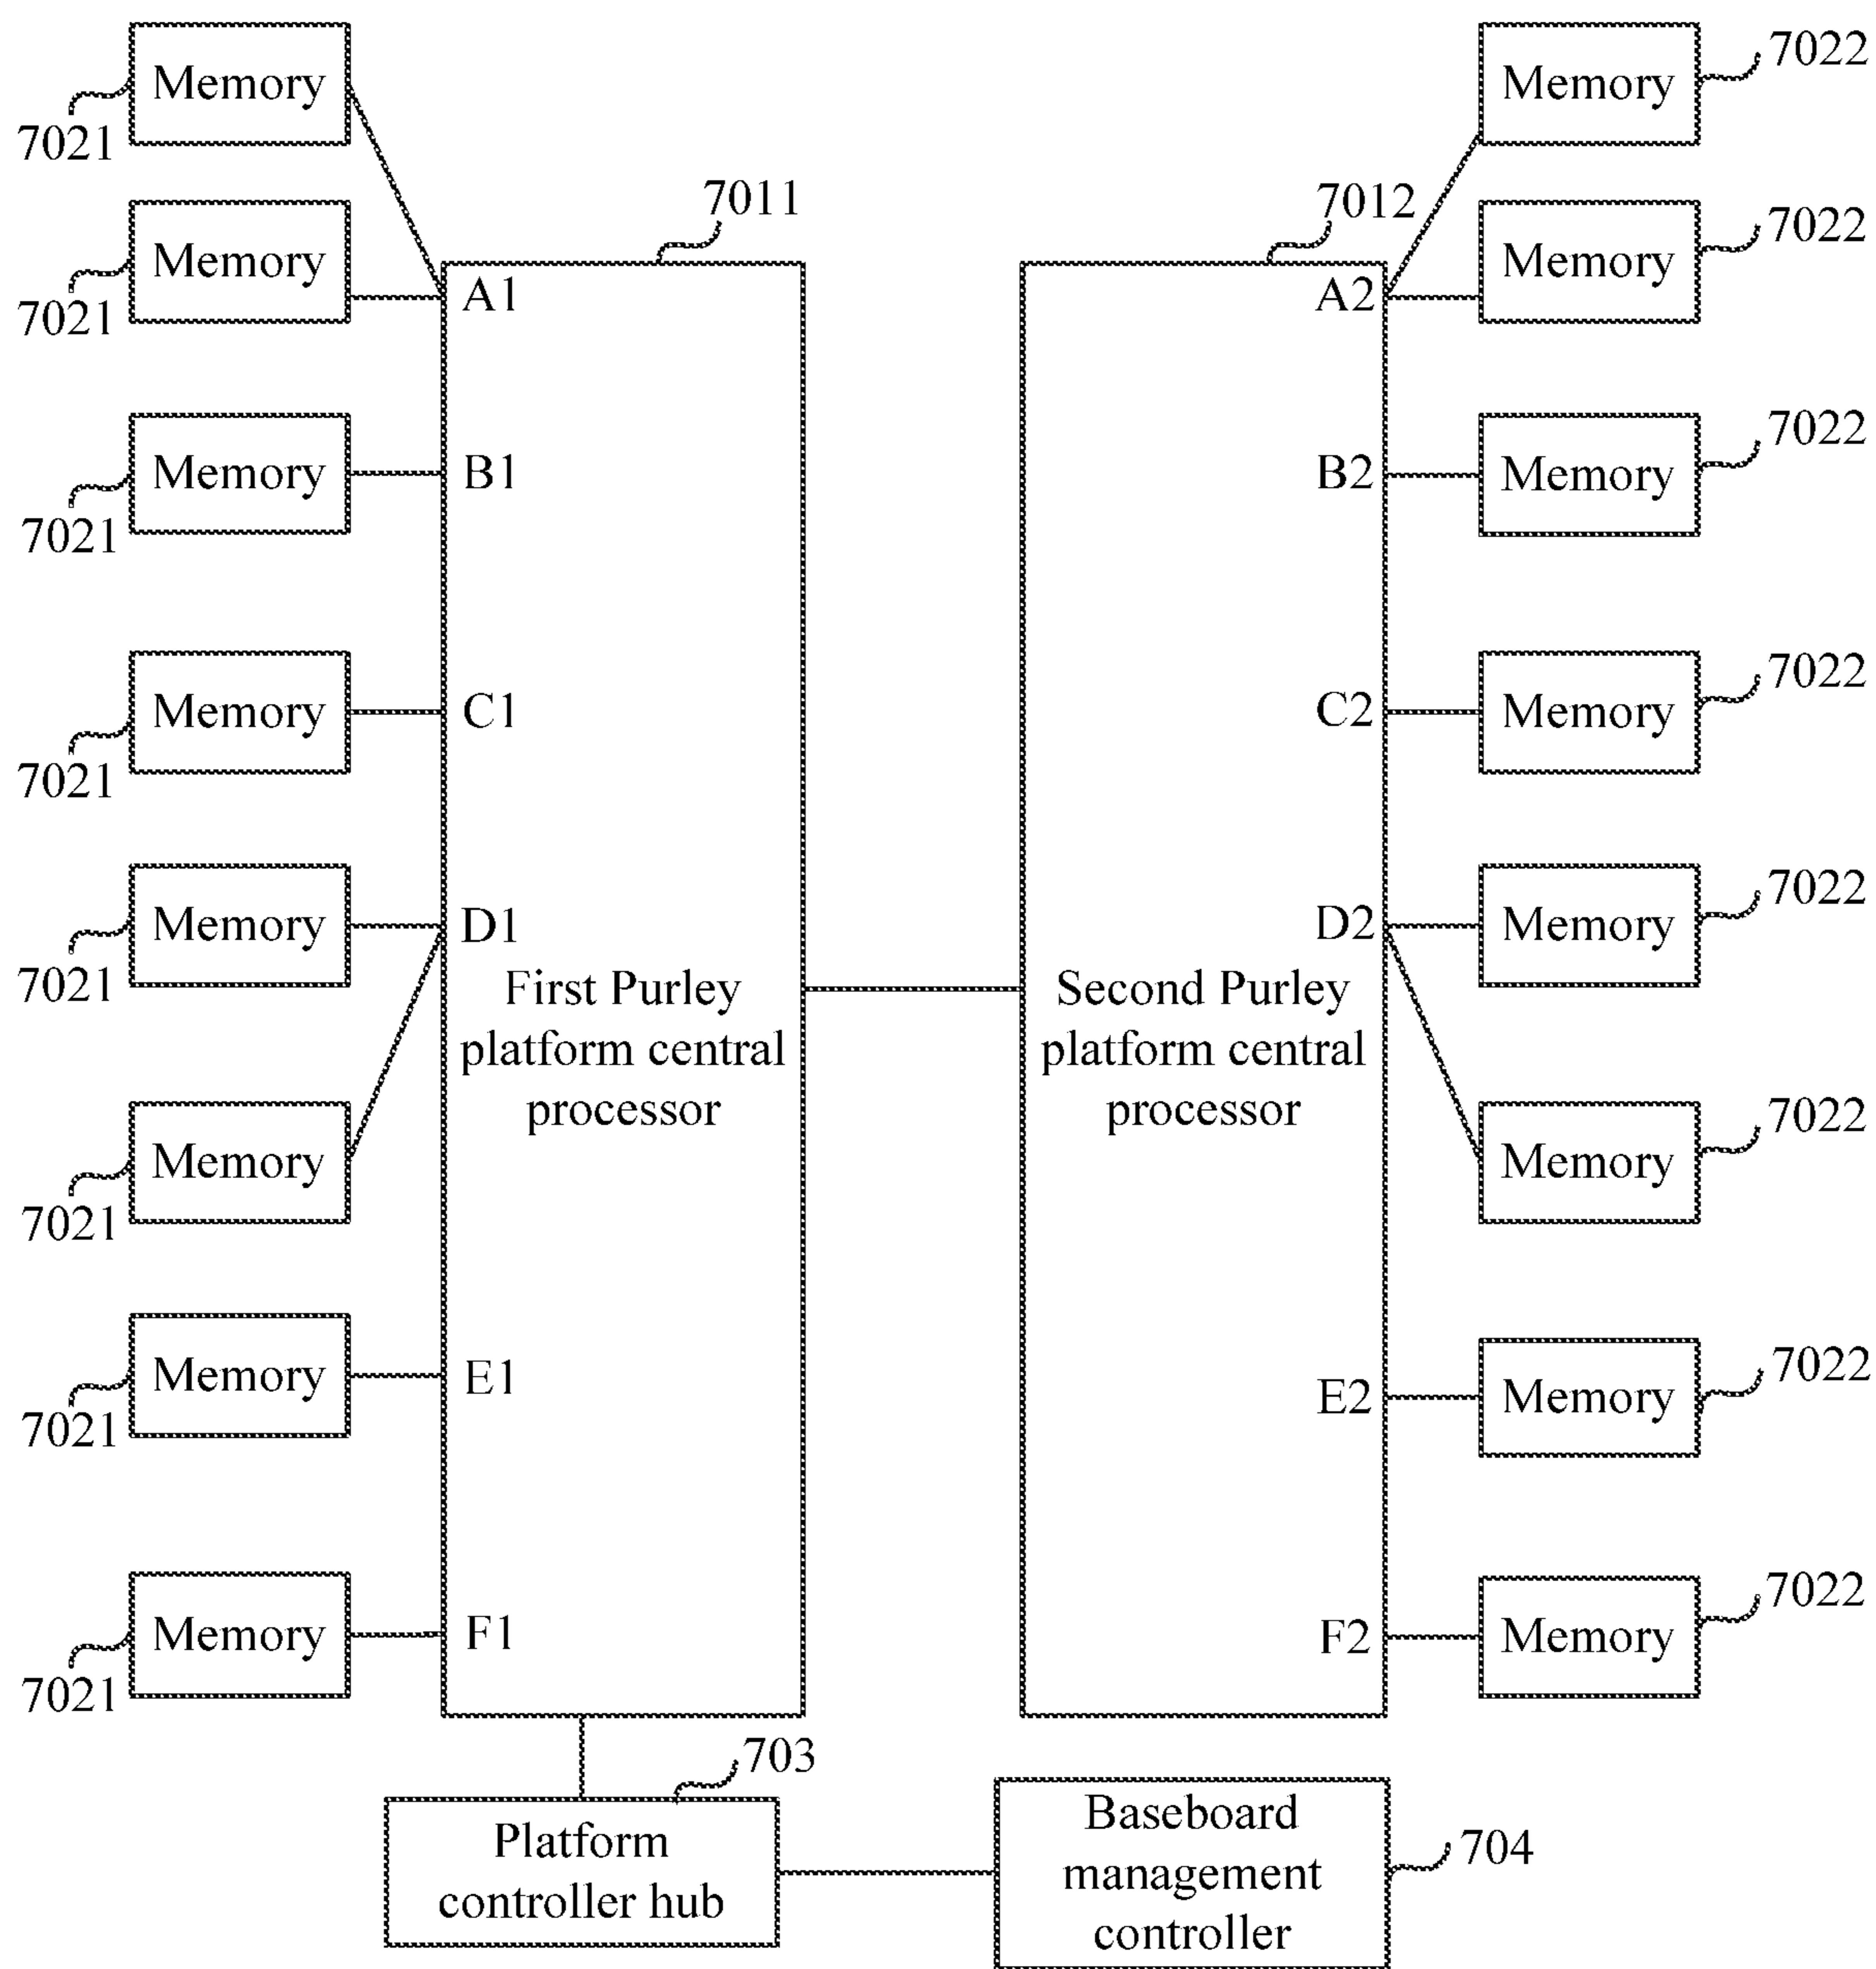 Memory
7022
Memory
7021
7011
7012
Memory
7022
Memory
7021
A1
A2
Memory
7022
Memory
7021
B1
B2
Memory
7022
Memory
7021
C1
C2
Memory
7022
Memory
7021
D1
D2
Memory
7022
First Purley
platform central
processor
Second Purley
platform central
processor
Memory
7021
Memory
7022
Memory
7021
E1
E2
Memory
7022
Memory
7021
F1
F2
Memory
7022
703
Platform
controller hub
Baseboard
management
controller
704